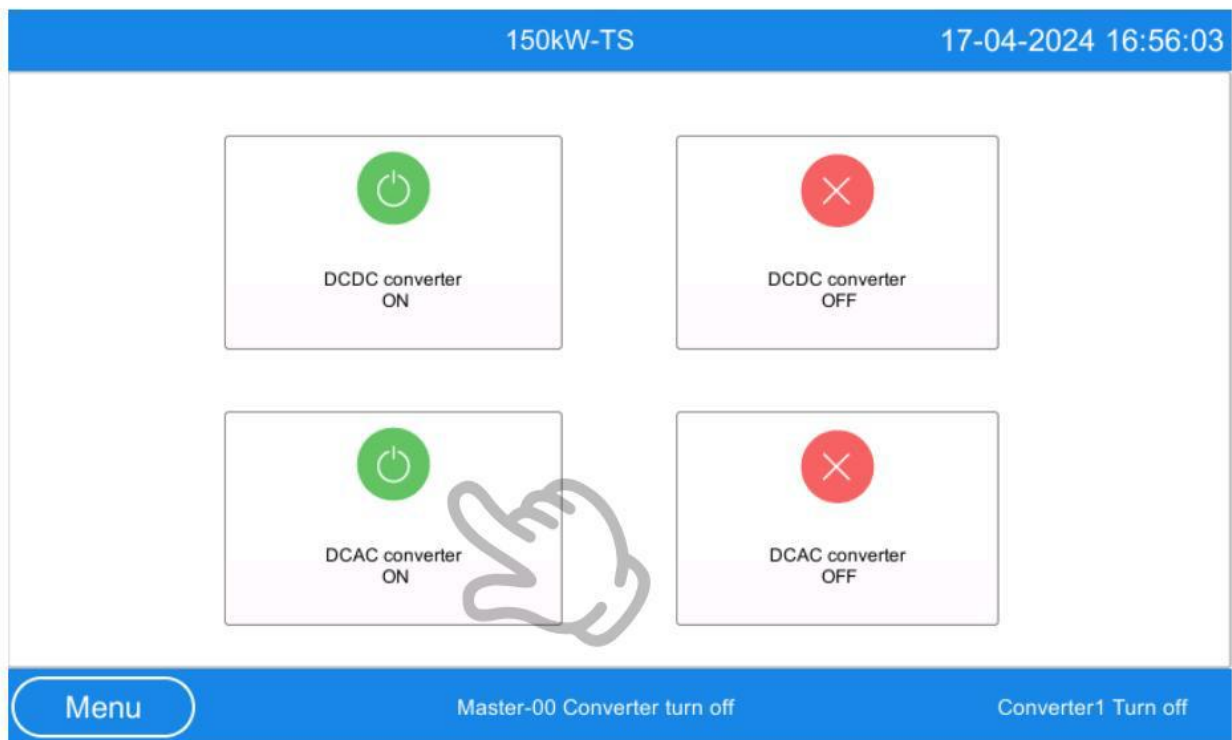 150kW-TS
17-04-2024 16:56:03
DCDC converter
ON
DCDC converter
OFF
DCAC converter
ON
DCAC converter
OFF
Menu
Master-00 Converter turn off
Converter1 Turn off